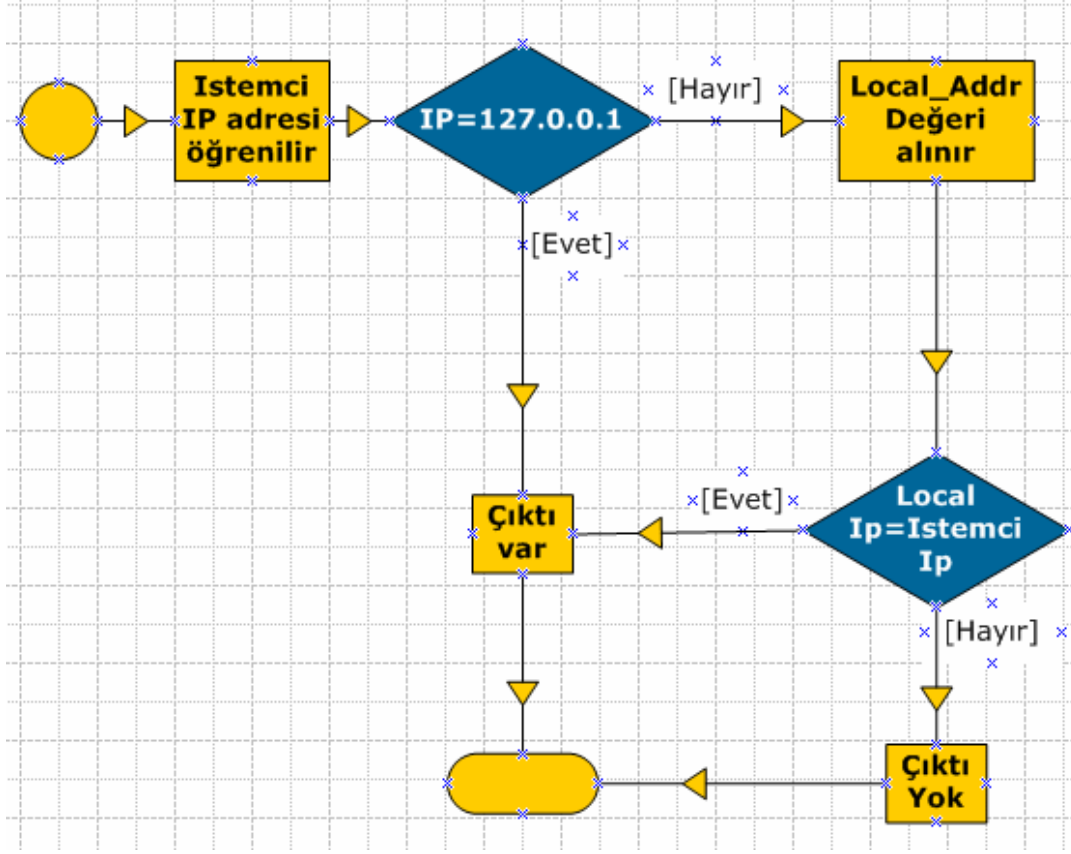 Istemci
IP adresi
öğrenilir
IP=127.0.0.1
[Hayır]
Local_Addr
Değeri
alınır
[Evet]
Çıktı
var
[Evet]
Local
Ip=Istemci
Ip
[Hayır]
Çıktı
Yok